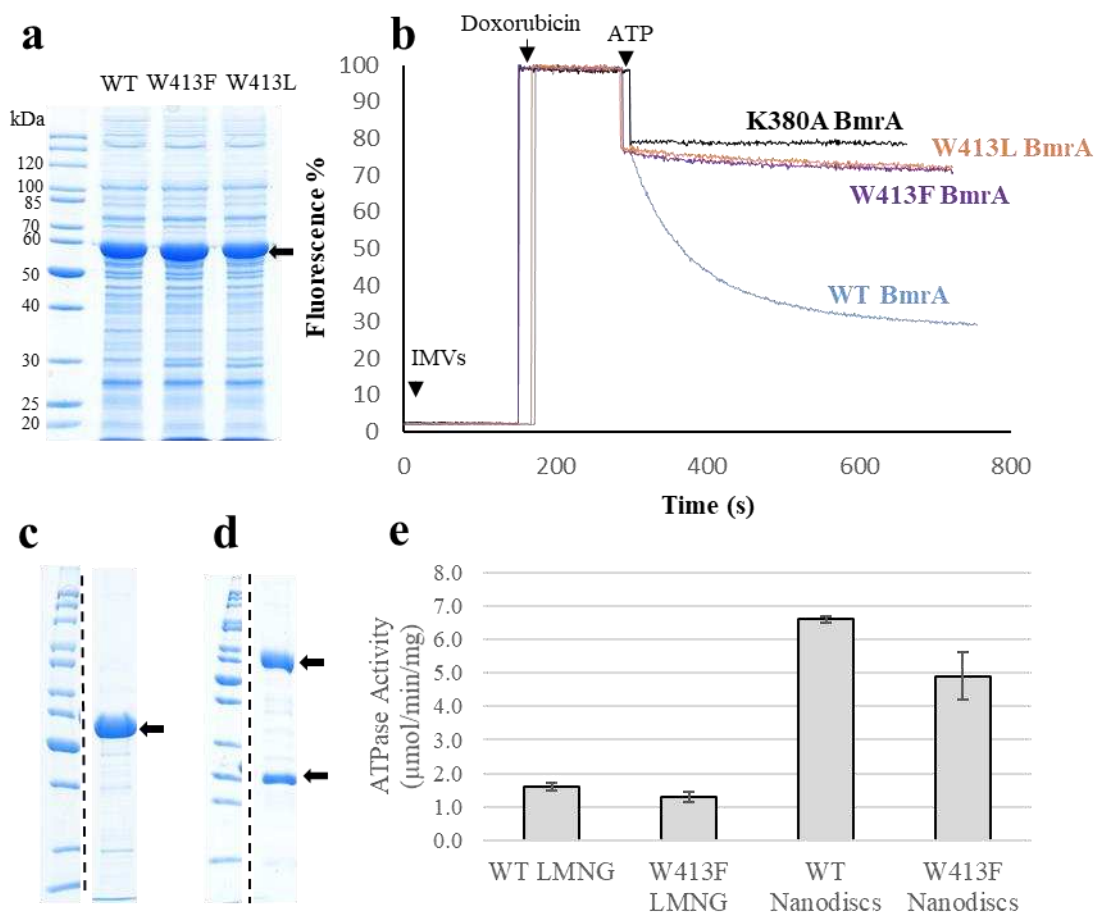 a
WT W413F W413L
kDa
120
100
85
70
60
50
40
30
25
20
b
Doxorubicin
ATP
IMVs
K380A BmrA
W413L BmrA
W413F BmrA
WT BmrA
Fluorescence %
100
90
80
70
60
50
40
30
20
10
0
0 200 400 600 800
Time (s)
c
d
e
ATPase Activity
(µmol/min/mg)
8.0
7.0
6.0
5.0
4.0
3.0
2.0
1.0
0.0
WT LMNG
W413F
LMNG
WT
Nanodiscs
W413F
Nanodiscs